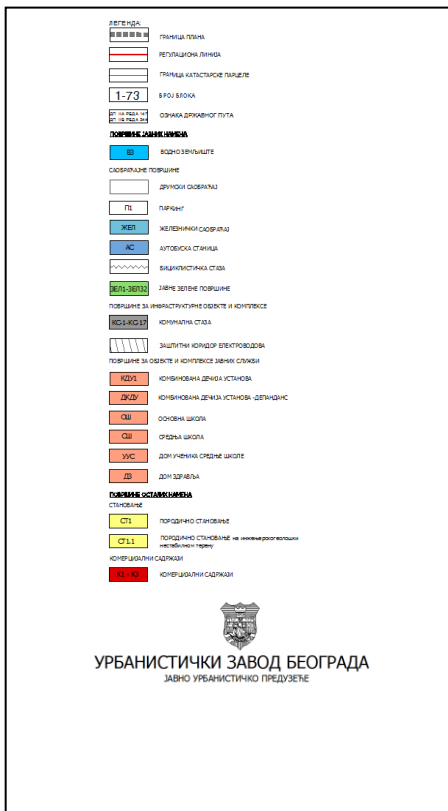 ЛЕГЕНДА:
ГРАНИЦА ПЛАНА
РЕГУЛАЦИОНА ЛИНИЈА
ГРАНИЦА КАТАСТАРСКЕ ПАРЦЕЛЕ
1-73 БРОЈ БЛОКА
ОЗНАКА ДРЖАВНОГ ПУТА
ПОВРШИНЕ ЈАВНИХ НАМЕНА
ВЗ ВОДНО ЗЕМЉИШТЕ
САОБРАЋАЈНЕ ПОВРШИНЕ
ДРУМСКИ САОБРАЋАЈ
П1 ПАРКИНГ
ЖЕЛ ЖЕЛЕЗНИЧКИ САОБРАЋАЈ
АС АУТОБУСКА СТАНИЦА
БИЦИКЛИСТИЧКА СТАЗА
ЗЕЛ1-ЗЕЛ32 ЈАВНЕ ЗЕЛЕНЕ ПОВРШИНЕ
ПОВРШИНЕ ЗА ИНФРАСТРУКТУРНЕ ОБЈЕКТЕ И КОМПЛЕКСЕ
КС-1-КС-17 КОМУНАЛНА СТАЗА
ЗАШТИТНИ КОРИДОР ЕЛЕКТРОВОДОВА
ПОВРШИНЕ ЗА ОБЈЕКТЕ И КОМПЛЕКСЕ ЈАВНИХ СЛУЖБИ
КДУ1 КОМБИНОВАНА ДЕЧИЈА УСТАНОВА
ДКДУ КОМБИНОВАНА ДЕЧИЈА УСТАНОВА -ДЕПАНДАНС
ОШ ОСНОВНА ШКОЛА
СШ СРЕДЊА ШКОЛА
УУС ДОМ УЧЕНИКА СРЕДЊЕ ШКОЛЕ
ДЗ ДОМ ЗДРАВЉА
ПОВРШИНЕ ОСТАЛИХ НАМЕНА
СТАНОВАЊЕ
СТ1 ПОРОДИЧНО СТАНОВАЊЕ
СТ1.1 ПОРОДИЧНО СТАНОВАЊЕ на инжењерскогеолошки
нестабилном терену
КОМЕРЦИЈАЛНИ САДРЖАЈИ
К1 - К3 КОМЕРЦИЈАЛНИ САДРЖАЈИ
УРБАНИСТИЧКИ ЗАВОД БЕОГРАДА
ЈАВНО УРБАНИСТИЧКО ПРЕДУЗЕЋЕ